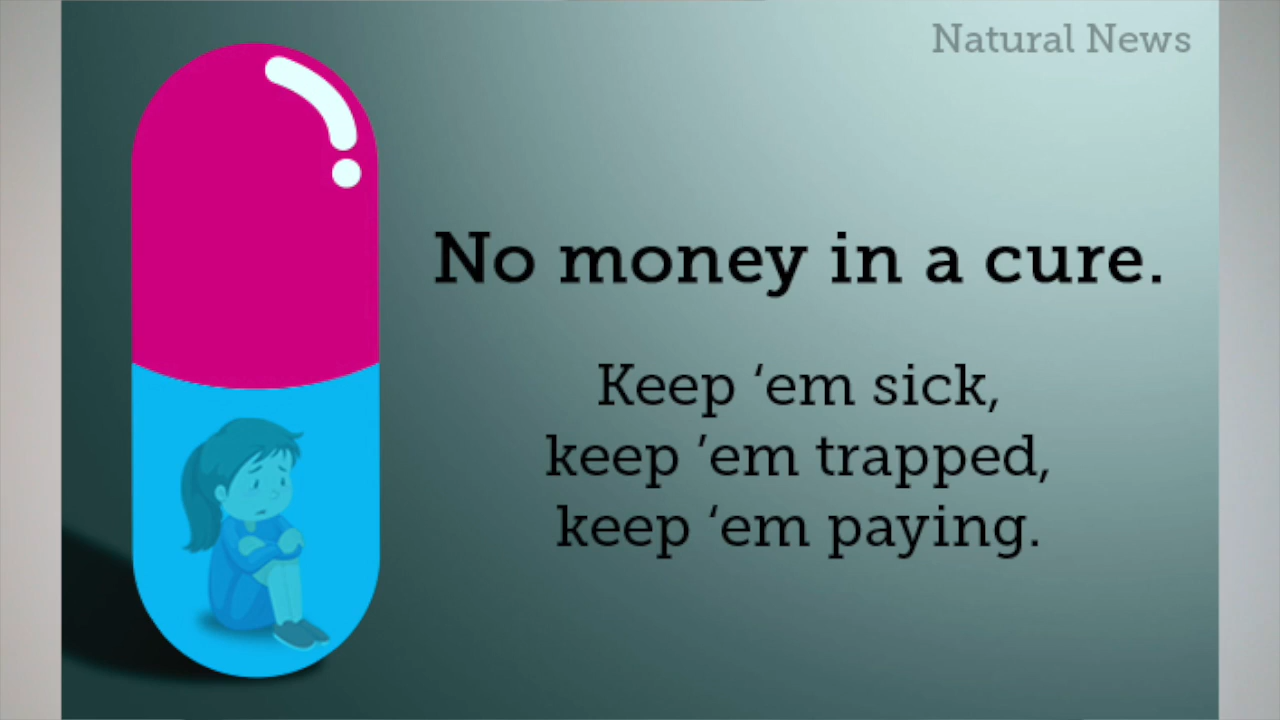 Natural News
No money in a cure.
Keep ‘em sick,
keep ’em trapped,
keep ‘em paying.